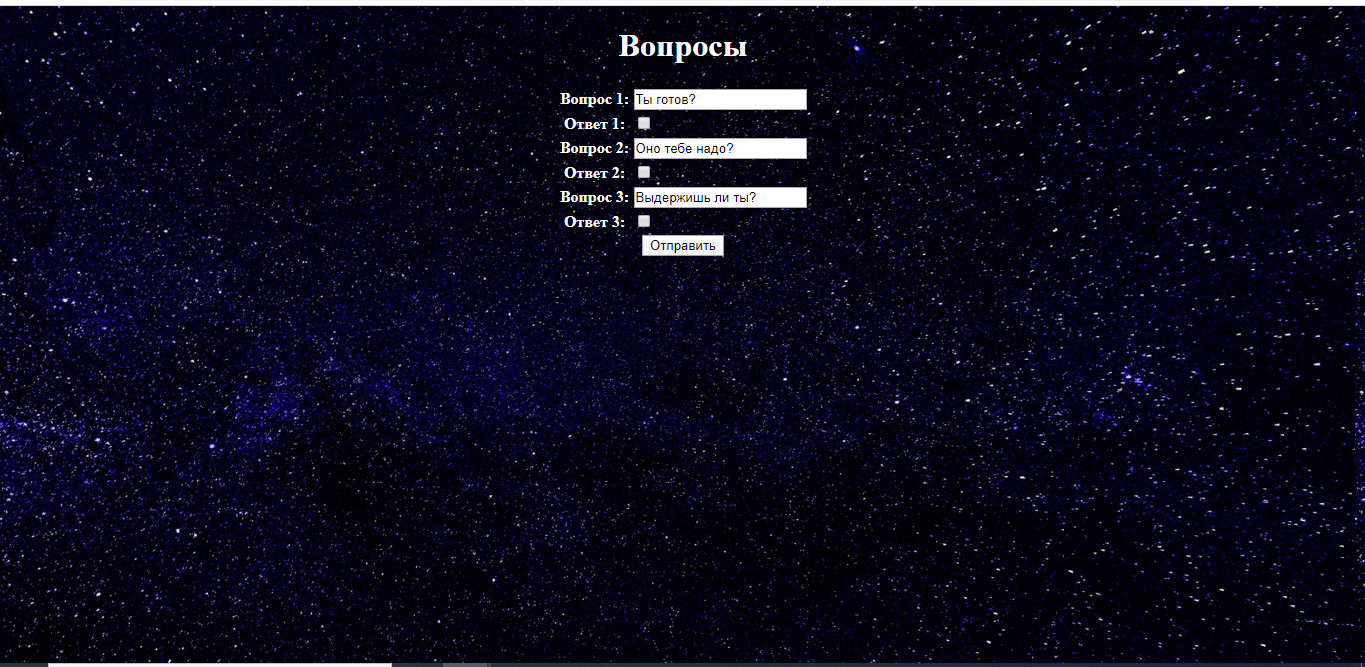 Вопросы
Вопрос 1: Ты готов?
Ответ 1:
Вопрос 2: Оно тебе надо?
Ответ 2:
Вопрос 3: Выдержишь ли ты?
Ответ 3:
Отправить